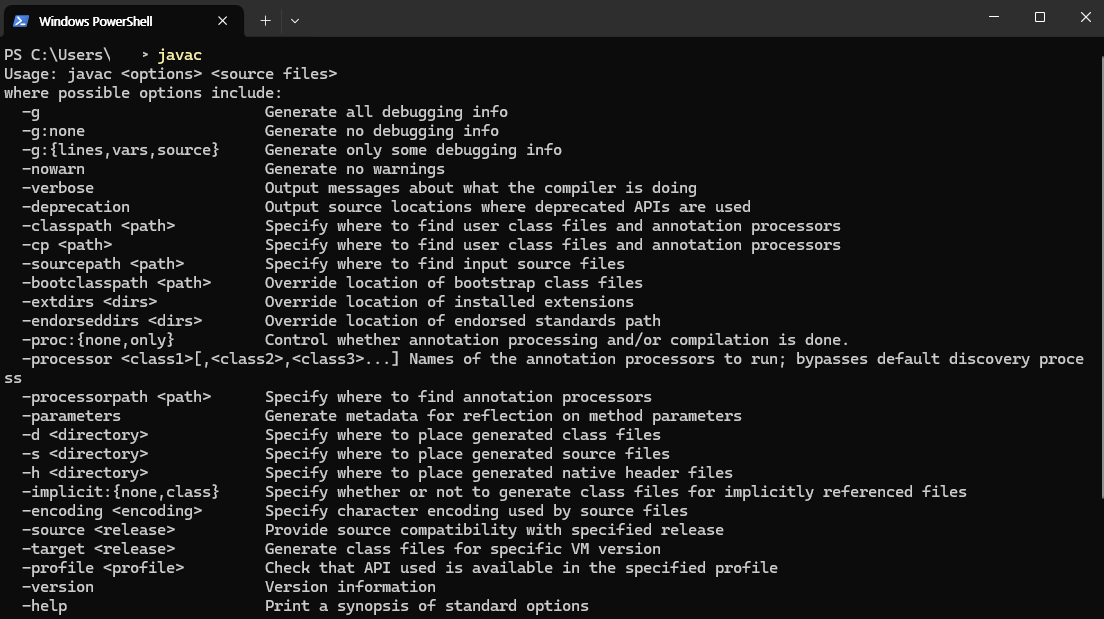 Windows PowerShell
PS C:\Users\ > javac
Usage: javac <options> <source files>
where possible options include:
  -g                         Generate all debugging info
  -g:none                    Generate no debugging info
  -g:{lines,vars,source}     Generate only some debugging info
  -nowarn                    Generate no warnings
  -verbose                   Output messages about what the compiler is doing
  -deprecation               Output source locations where deprecated APIs are used
  -classpath <path>          Specify where to find user class files and annotation processors
  -cp <path>                 Specify where to find user class files and annotation processors
  -sourcepath <path>         Specify where to find input source files
  -bootclasspath <path>      Override location of bootstrap class files
  -extdirs <dirs>            Override location of installed extensions
  -endorseddirs <dirs>       Override location of endorsed standards path
  -proc:{none,only}          Control whether annotation processing and/or compilation is done.
  -processor <class1>[,<class2>,<class3>...] Names of the annotation processors to run; bypasses default discovery proce
ss
  -processorpath <path>      Specify where to find annotation processors
  -parameters                Generate metadata for reflection on method parameters
  -d <directory>             Specify where to place generated class files
  -s <directory>             Specify where to place generated source files
  -h <directory>             Specify where to place generated native header files
  -implicit:{none,class}     Specify whether or not to generate class files for implicitly referenced files
  -encoding <encoding>       Specify character encoding used by source files
  -source <release>          Provide source compatibility with specified release
  -target <release>          Generate class files for specific VM version
  -profile <profile>         Check that API used is available in the specified profile
  -version                   Version information
  -help                      Print a synopsis of standard options